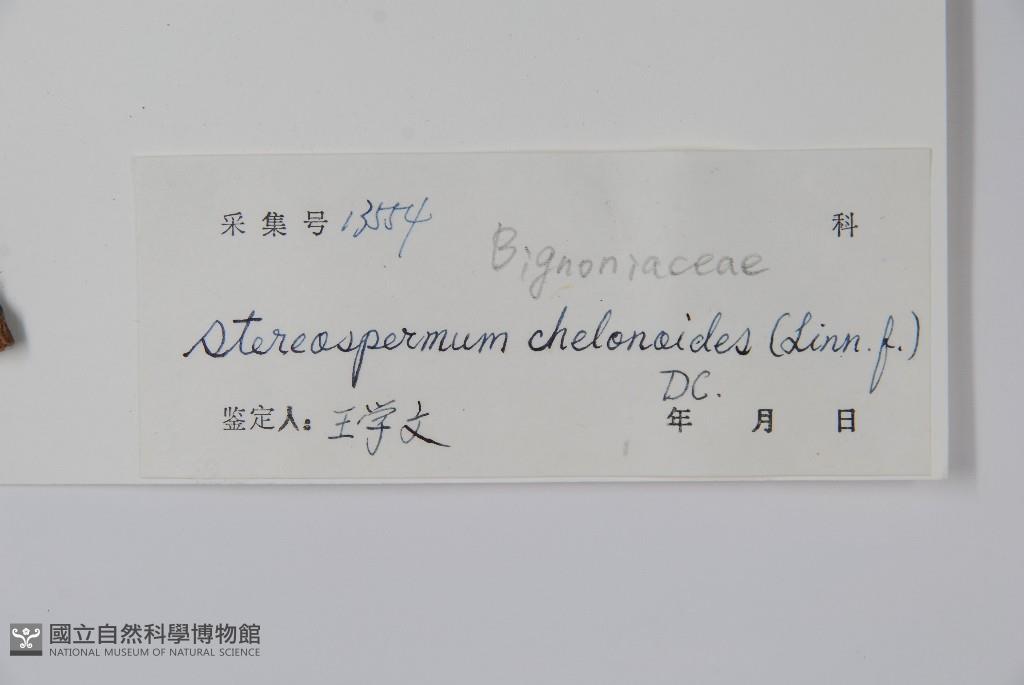 采集号 13554 科
Bignoniaceae
Stereospermum chelonoides (Linn. f.)
DC.
鉴定人: 王学文 年 月 日
國立自然科學博物館
NATIONAL MUSEUM OF NATURAL SCIENCE